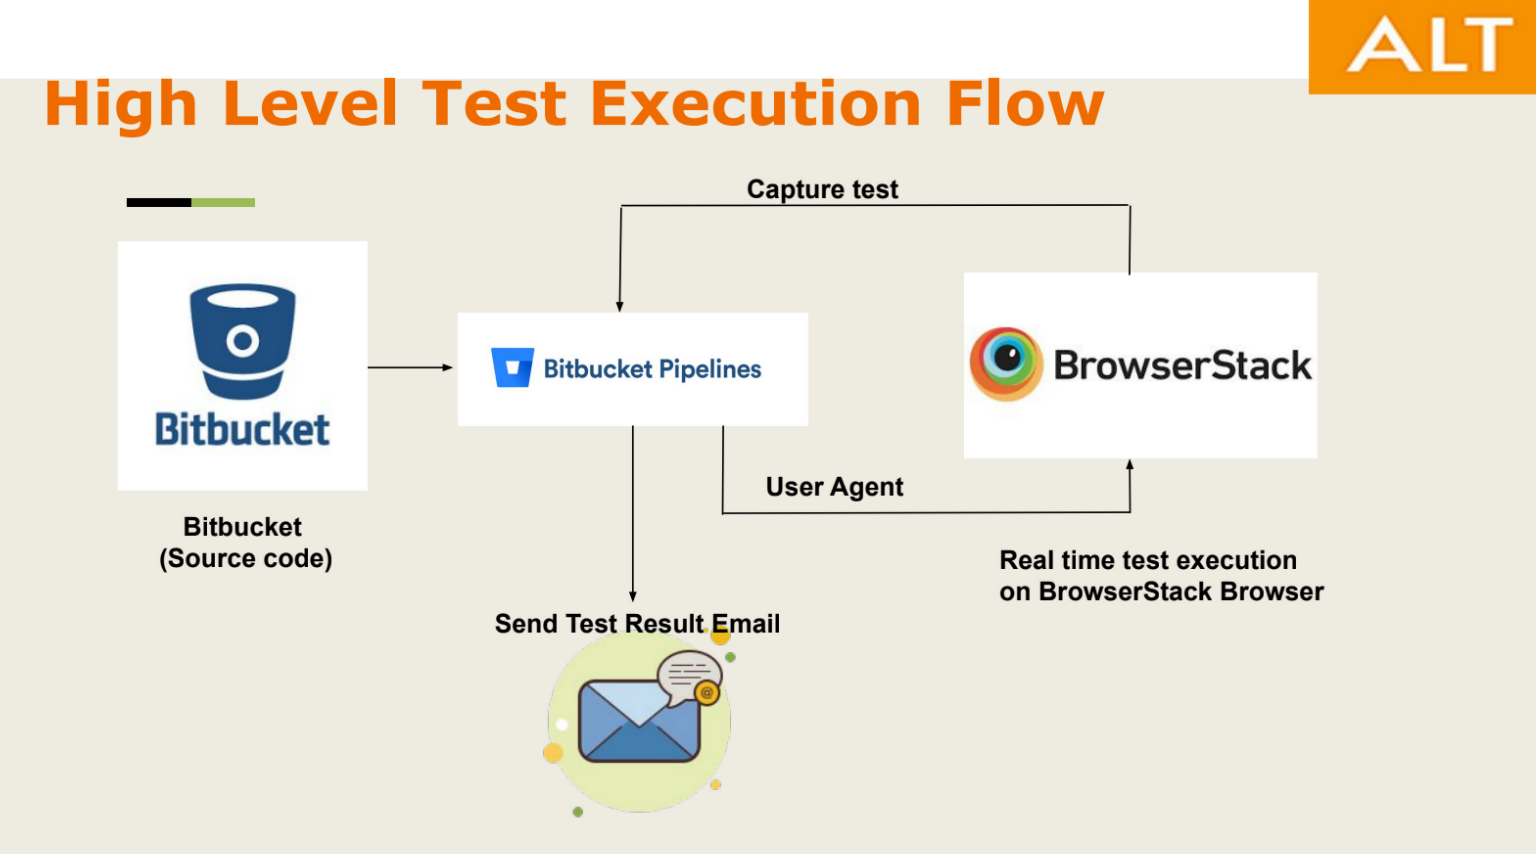 ALT
High Level Test Execution Flow
Capture test
Bitbucket
Bitbucket Pipelines
BrowserStack
User Agent
Bitbucket
(Source code)
Real time test execution
on BrowserStack Browser
Send Test Result Email
@